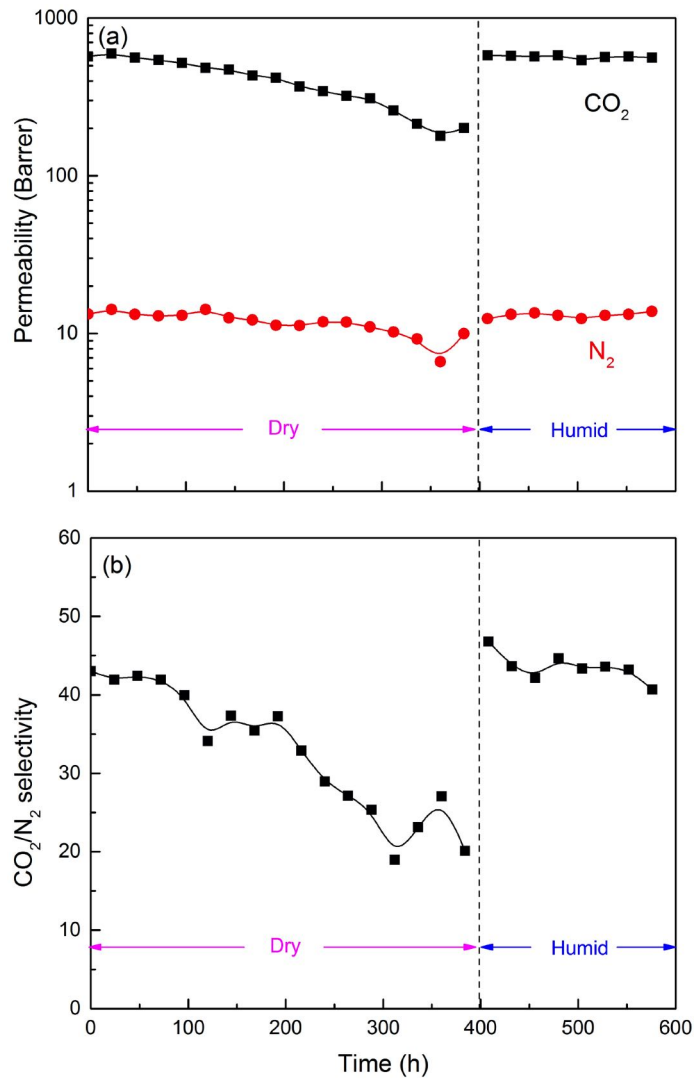 (a)
1000
100
10
1
Permeability (Barrer)
CO₂
N₂
Dry
Humid
(b)
60
50
40
30
20
10
0
CO₂/N₂ selectivity
Dry
Humid
0 100 200 300 400 500 600
Time (h)